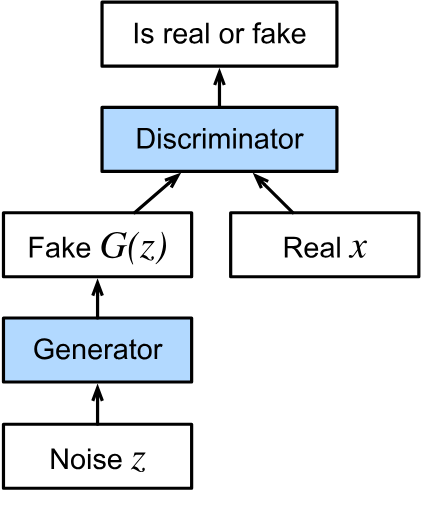 Is real or fake
Discriminator
Fake G(z)
Real x
Generator
Noise z